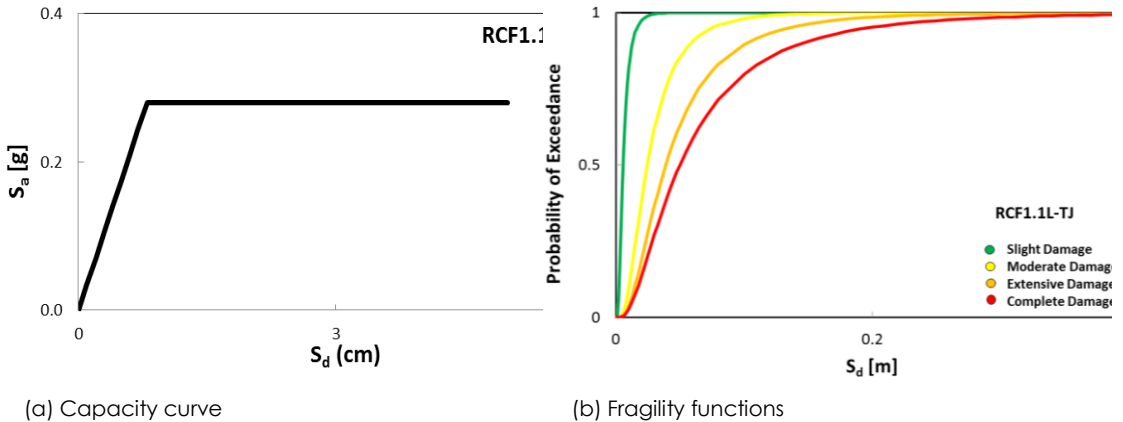 0.4
RCF1.1
0.2
0.0
0
3
Sa [g]
Sd (cm)
(a) Capacity curve
1
0.5
0
0
0.2
Probability of Exceedance
Sd [m]
RCF1.1L-TJ
Slight Damage
Moderate Damage
Extensive Damage
Complete Damage
(b) Fragility functions